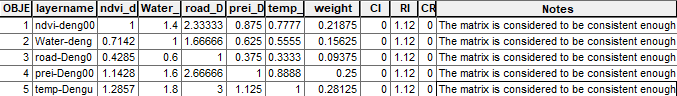 OBJE layername ndvi_d Water_ road_D prei_D temp_ weight CI RI CR Notes
1 ndvi-deng00 1 1.4 2.33333 0.875 0.7777 0.21875 0 1.12 0 The matrix is considered to be consistent enough
2 Water-deng 0.7142 1 1.66666 0.625 0.5555 0.15625 0 1.12 0 The matrix is considered to be consistent enough
3 road-Deng0 0.4285 0.6 1 0.375 0.3333 0.09375 0 1.12 0 The matrix is considered to be consistent enough
4 prei-Deng00 1.1428 1.6 2.66666 1 0.8888 0.25 0 1.12 0 The matrix is considered to be consistent enough
5 temp-Dengu 1.2857 1.8 3 1.125 1 0.28125 0 1.12 0 The matrix is considered to be consistent enough